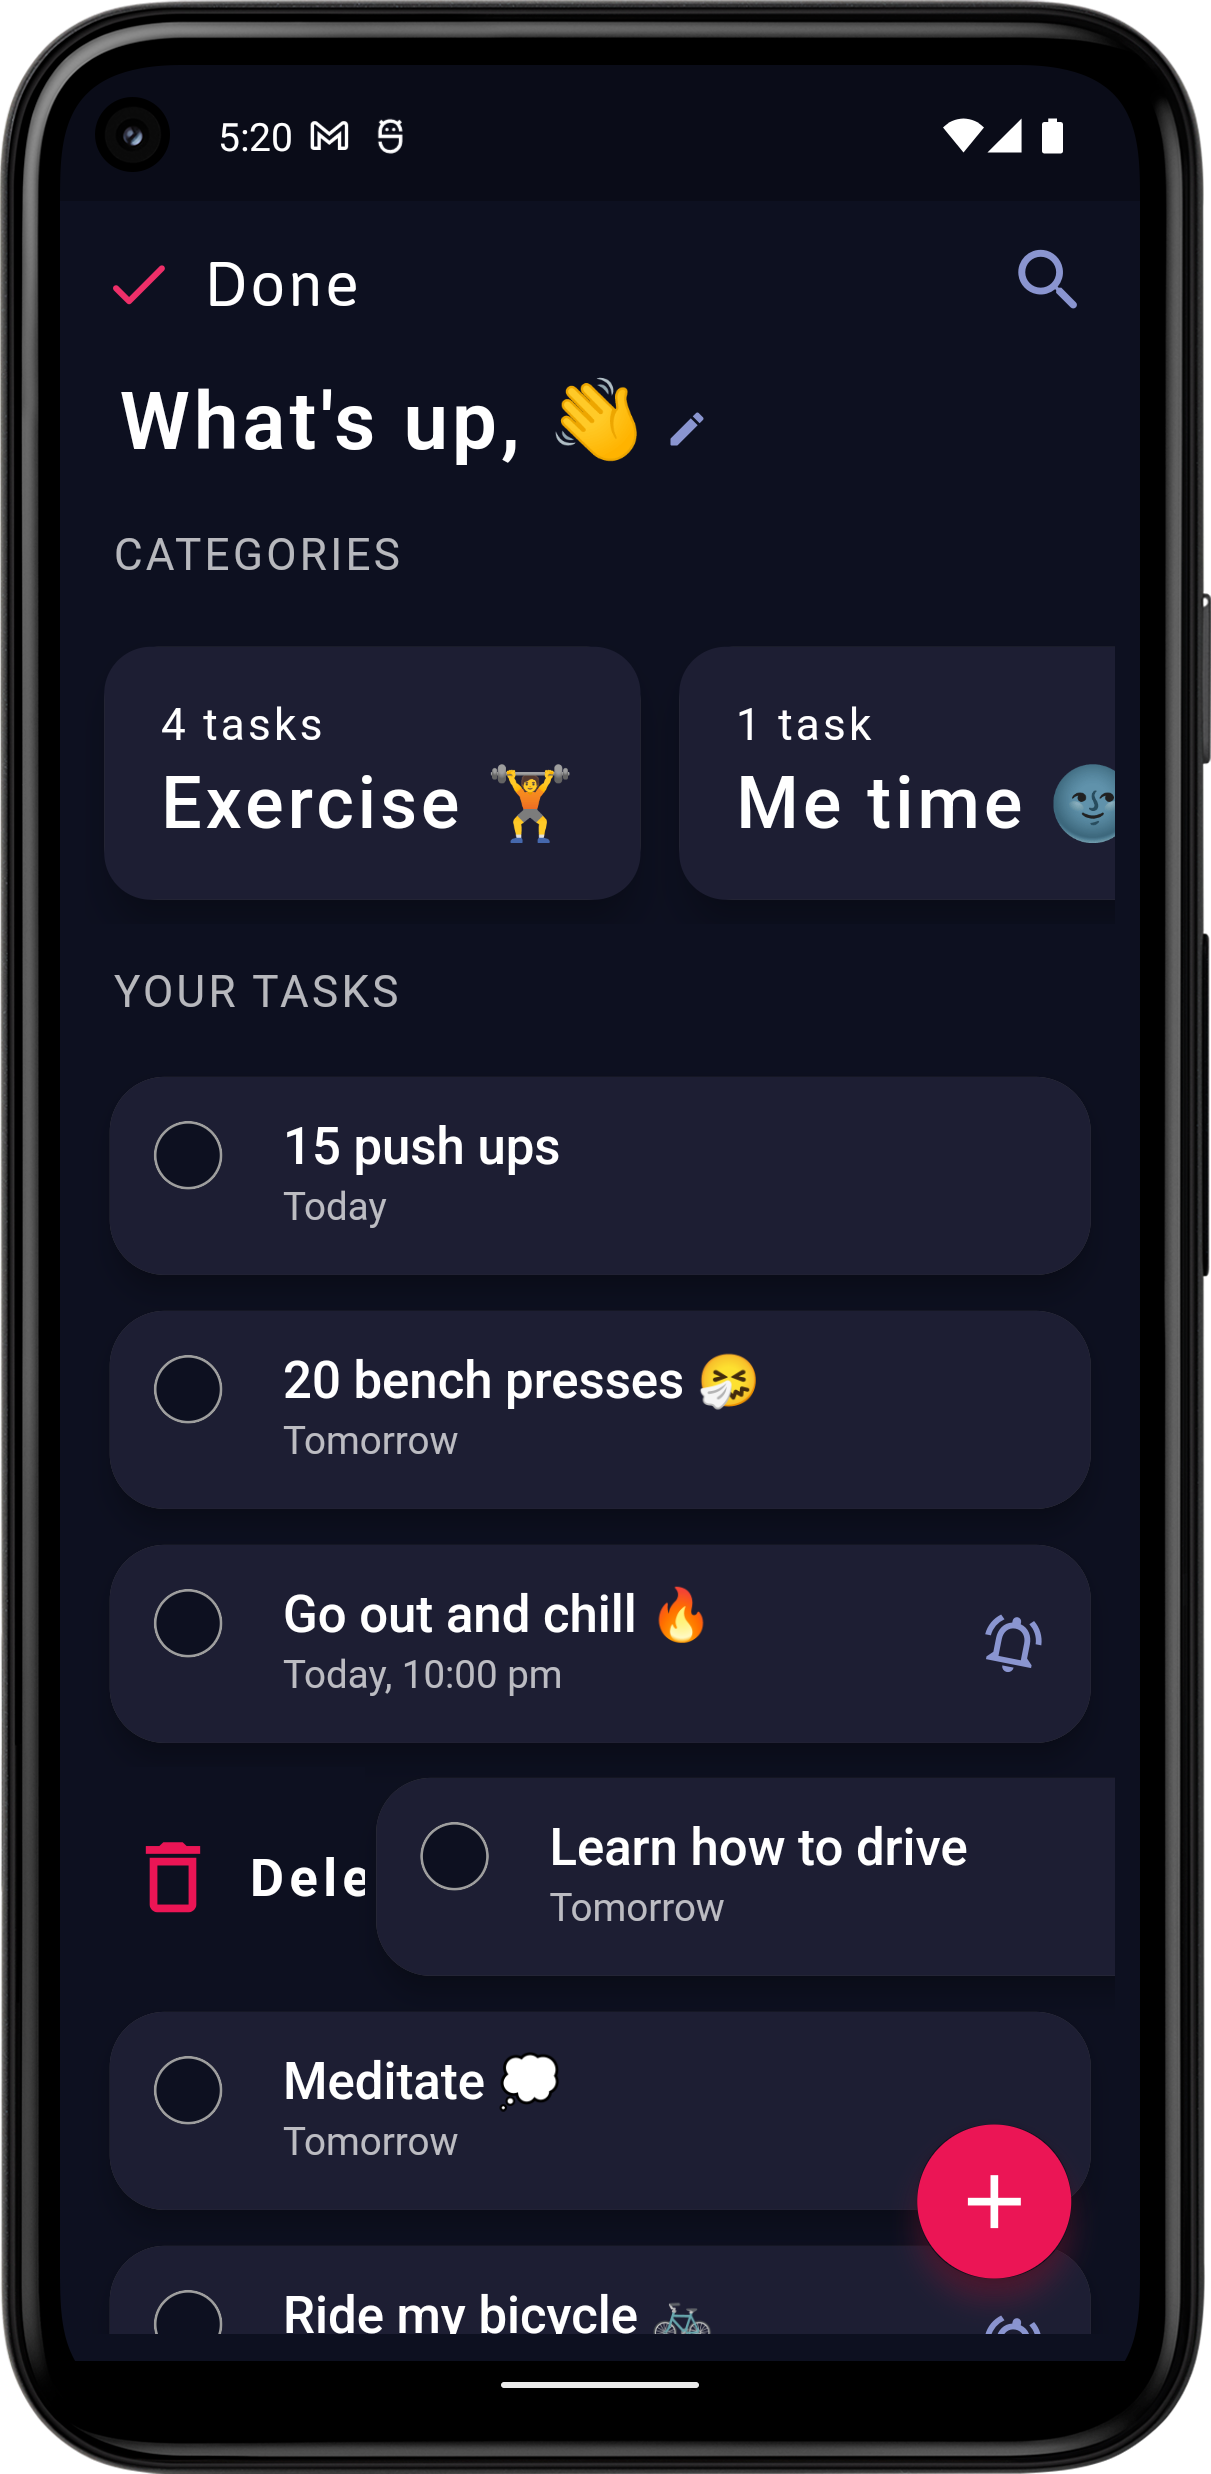 5:20
Done
What's up, 👋
CATEGORIES
4 tasks
Exercise 🏋️
1 task
Me time 🌚
YOUR TASKS
15 push ups
Today
20 bench presses 🤧
Tomorrow
Go out and chill 🔥
Today, 10:00 pm
Dele
Learn how to drive
Tomorrow
Meditate 💭
Tomorrow
Ride my bicycle 🚲